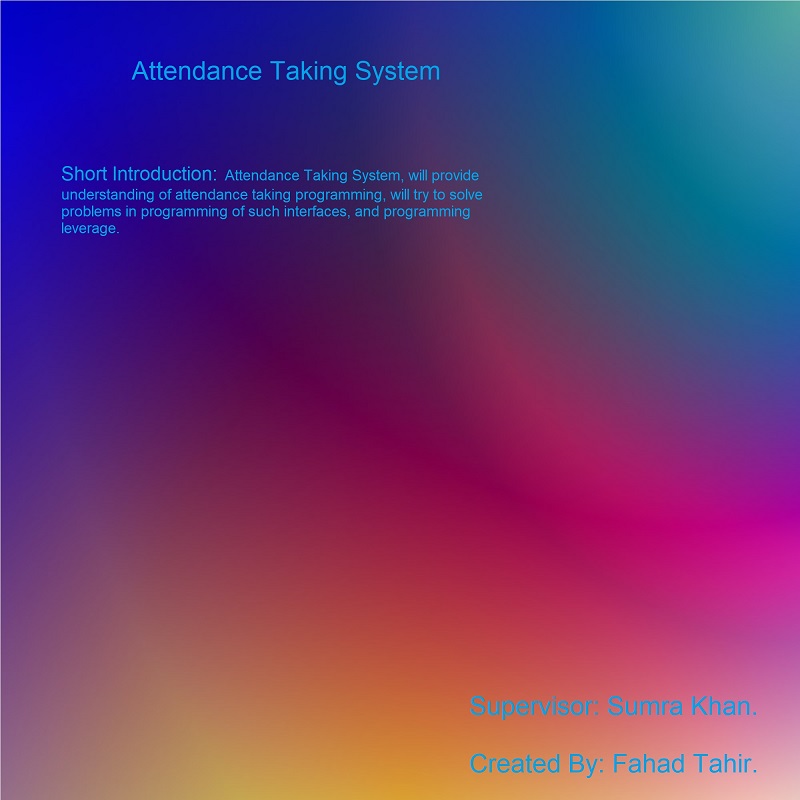 Attendance Taking System
Short Introduction: Attendance Taking System, will provide
understanding of attendance taking programming, will try to solve
problems in programming of such interfaces, and programming
leverage.
Supervisor: Sumra Khan.
Created By: Fahad Tahir.